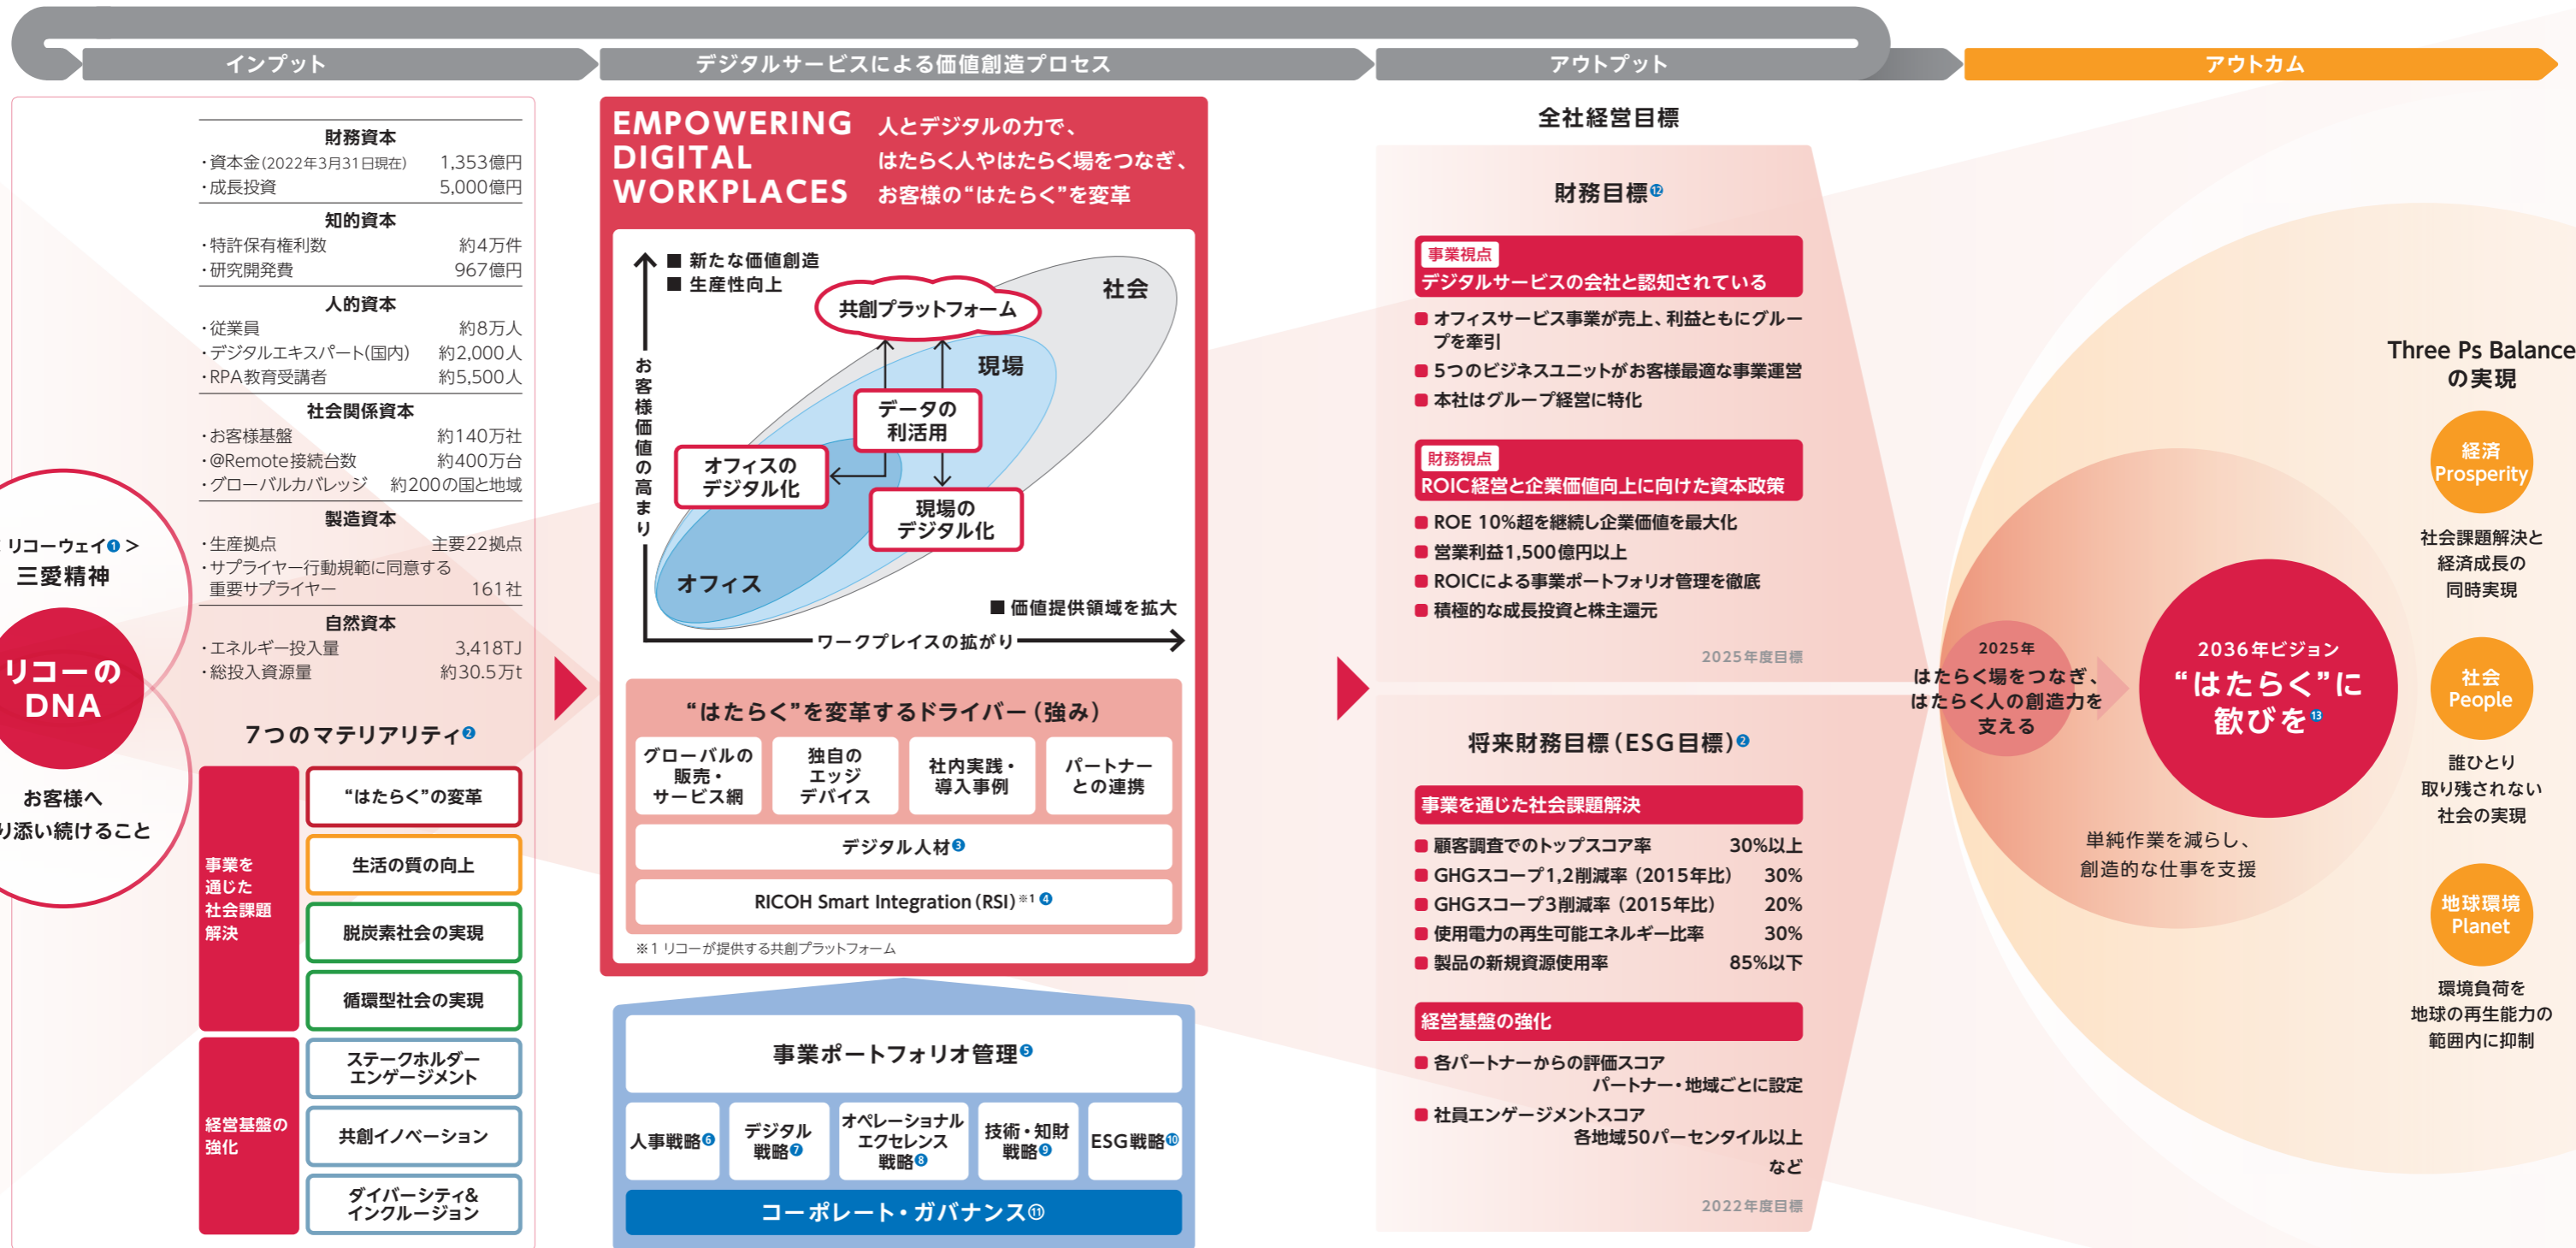 インプット
デジタルサービスによる価値創造プロセス
アウトプット
アウトカム
リコーウェイ❶ >
三愛精神
リコーの
DNA
お客様へ
り添い続けること
財務資本
・資本金(2022年3月31日現在) 1,353億円
・成長投資 5,000億円
知的資本
・特許保有権利数 約4万件
・研究開発費 967億円
人的資本
・従業員 約8万人
・デジタルエキスパート(国内) 約2,000人
・RPA教育受講者 約5,500人
社会関係資本
・お客様基盤 約140万社
・@Remote接続台数 約400万台
・グローバルカバレッジ 約200の国と地域
製造資本
・生産拠点 主要22拠点
・サプライヤー行動規範に同意する
重要サプライヤー 161社
自然資本
・エネルギー投入量 3,418TJ
・総投入資源量 約30.5万t
7つのマテリアリティ❷
事業を
通じた
社会課題
解決
“はたらく”の変革
生活の質の向上
脱炭素社会の実現
循環型社会の実現
経営基盤の
強化
ステークホルダー
エンゲージメント
共創イノベーション
ダイバーシティ&
インクルージョン
EMPOWERING
DIGITAL
WORKPLACES
人とデジタルの力で、
はたらく人やはたらく場をつなぎ、
お客様の“はたらく”を変革
■ 新たな価値創造
■ 生産性向上
お客様価値の高まり
共創プラットフォーム
社会
現場
データの
利活用
オフィスの
デジタル化
現場の
デジタル化
オフィス
■ 価値提供領域を拡大
ワークプレイスの拡がり
“はたらく”を変革するドライバー(強み)
グローバルの
販売・
サービス網
独自の
エッジ
デバイス
社内実践・
導入事例
パートナー
との連携
デジタル人材❸
RICOH Smart Integration(RSI)※1 ❹
※1 リコーが提供する共創プラットフォーム
事業ポートフォリオ管理❺
人事戦略❻
デジタル
戦略❼
オペレーショナル
エクセレンス
戦略❽
技術・知財
戦略❾
ESG戦略❿
コーポレート・ガバナンス⑪
全社経営目標
財務目標⓬
事業視点
デジタルサービスの会社と認知されている
■ オフィスサービス事業が売上、利益ともにグルー
プを牽引
■ 5つのビジネスユニットがお客様最適な事業運営
■ 本社はグループ経営に特化
財務視点
ROIC経営と企業価値向上に向けた資本政策
■ ROE 10%超を継続し企業価値を最大化
■ 営業利益1,500億円以上
■ ROICによる事業ポートフォリオ管理を徹底
■ 積極的な成長投資と株主還元
2025年度目標
将来財務目標(ESG目標)❷
事業を通じた社会課題解決
■ 顧客調査でのトップスコア率 30%以上
■ GHGスコープ1,2削減率(2015年比) 30%
■ GHGスコープ3削減率(2015年比) 20%
■ 使用電力の再生可能エネルギー比率 30%
■ 製品の新規資源使用率 85%以下
経営基盤の強化
■ 各パートナーからの評価スコア
パートナー・地域ごとに設定
■ 社員エンゲージメントスコア
各地域50パーセンタイル以上
など
2022年度目標
2025年
はたらく場をつなぎ、
はたらく人の創造力を
支える
2036年ビジョン
“はたらく”に
歓びを⓭
単純作業を減らし、
創造的な仕事を支援
Three Ps Balance
の実現
経済
Prosperity
社会課題解決と
経済成長の
同時実現
社会
People
誰ひとり
取り残されない
社会の実現
地球環境
Planet
環境負荷を
地球の再生能力の
範囲内に抑制